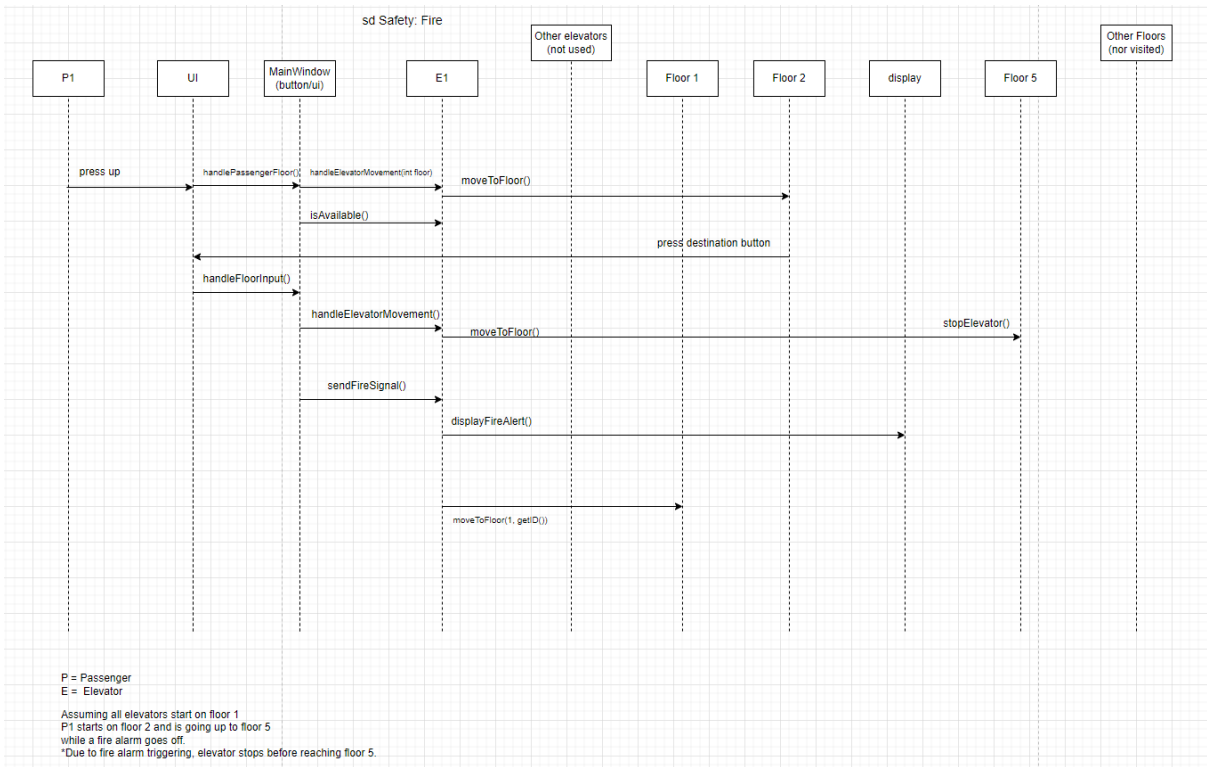 sd Safety: Fire
Other elevators
(not used)
Other Floors
(nor visited)
P1
UI
MainWindow
(button/ui)
E1
Floor 1
Floor 2
display
Floor 5
press up
handlePassengerFloor()
handleElevatorMovement(int floor)
moveToFloor()
isAvailable()
press destination button
handleFloorInput()
handleElevatorMovement()
moveToFloor()
stopElevator()
sendFireSignal()
displayFireAlert()
moveToFloor(1, getID())
P = Passenger
E = Elevator
Assuming all elevators start on floor 1
P1 starts on floor 2 and is going up to floor 5
while a fire alarm goes off.
*Due to fire alarm triggering, elevator stops before reaching floor 5.